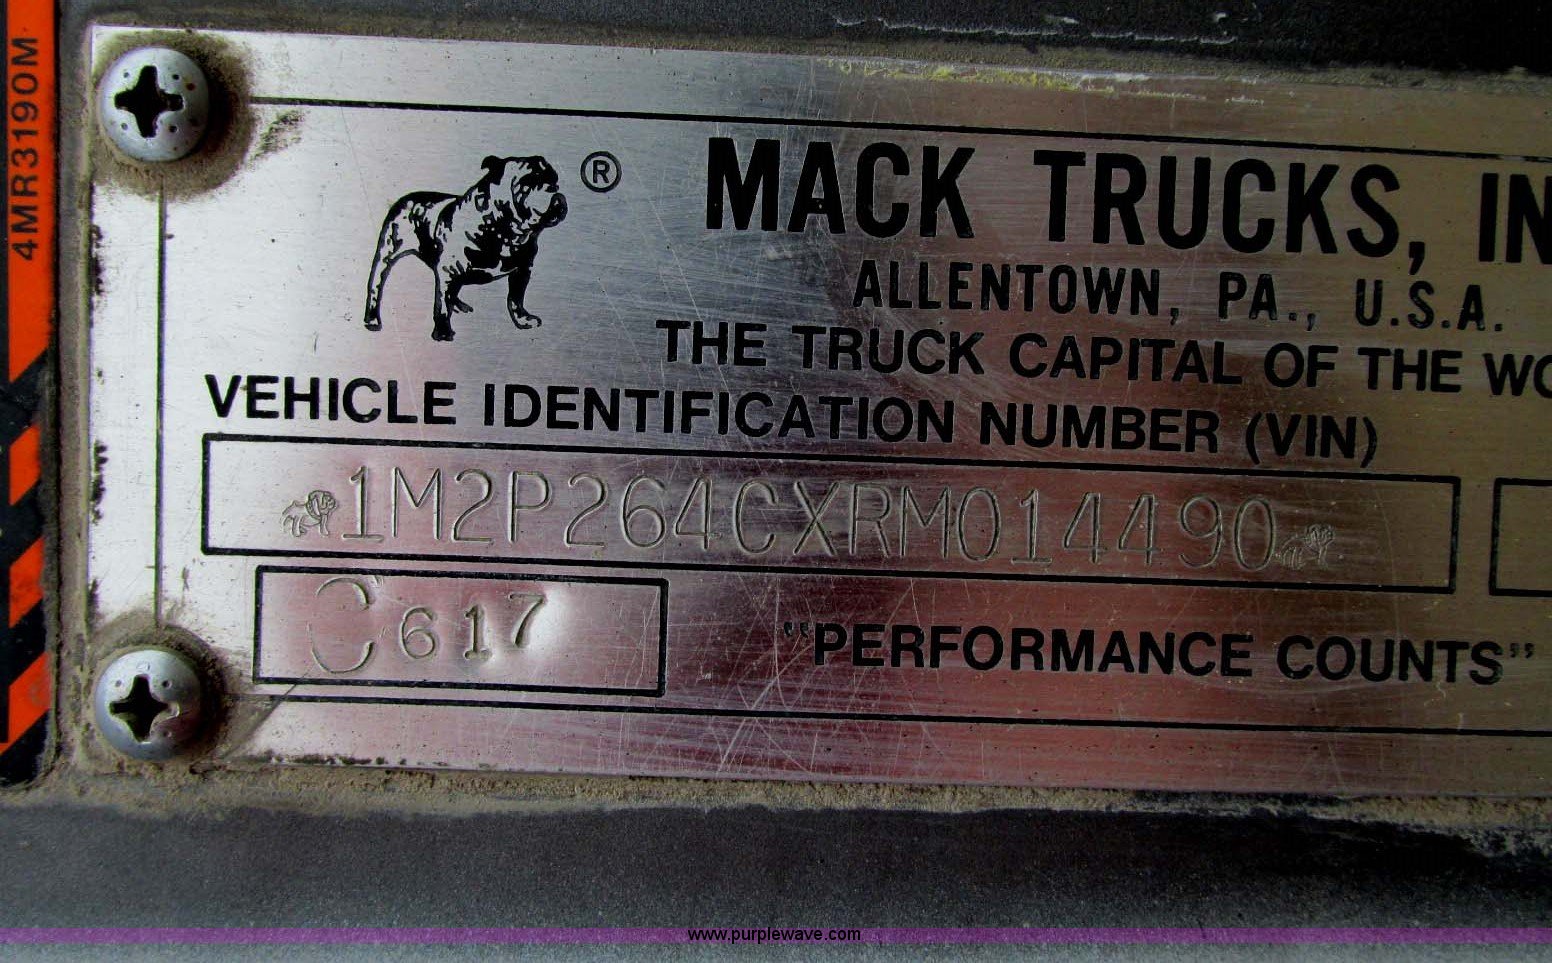 4MR3190M
®
MACK TRUCKS, IN
ALLENTOWN, PA., U.S.A.
THE TRUCK CAPITAL OF THE WO
VEHICLE IDENTIFICATION NUMBER (VIN)
1M2P264CXRM014490
C617
"PERFORMANCE COUNTS"
www.purplewave.com